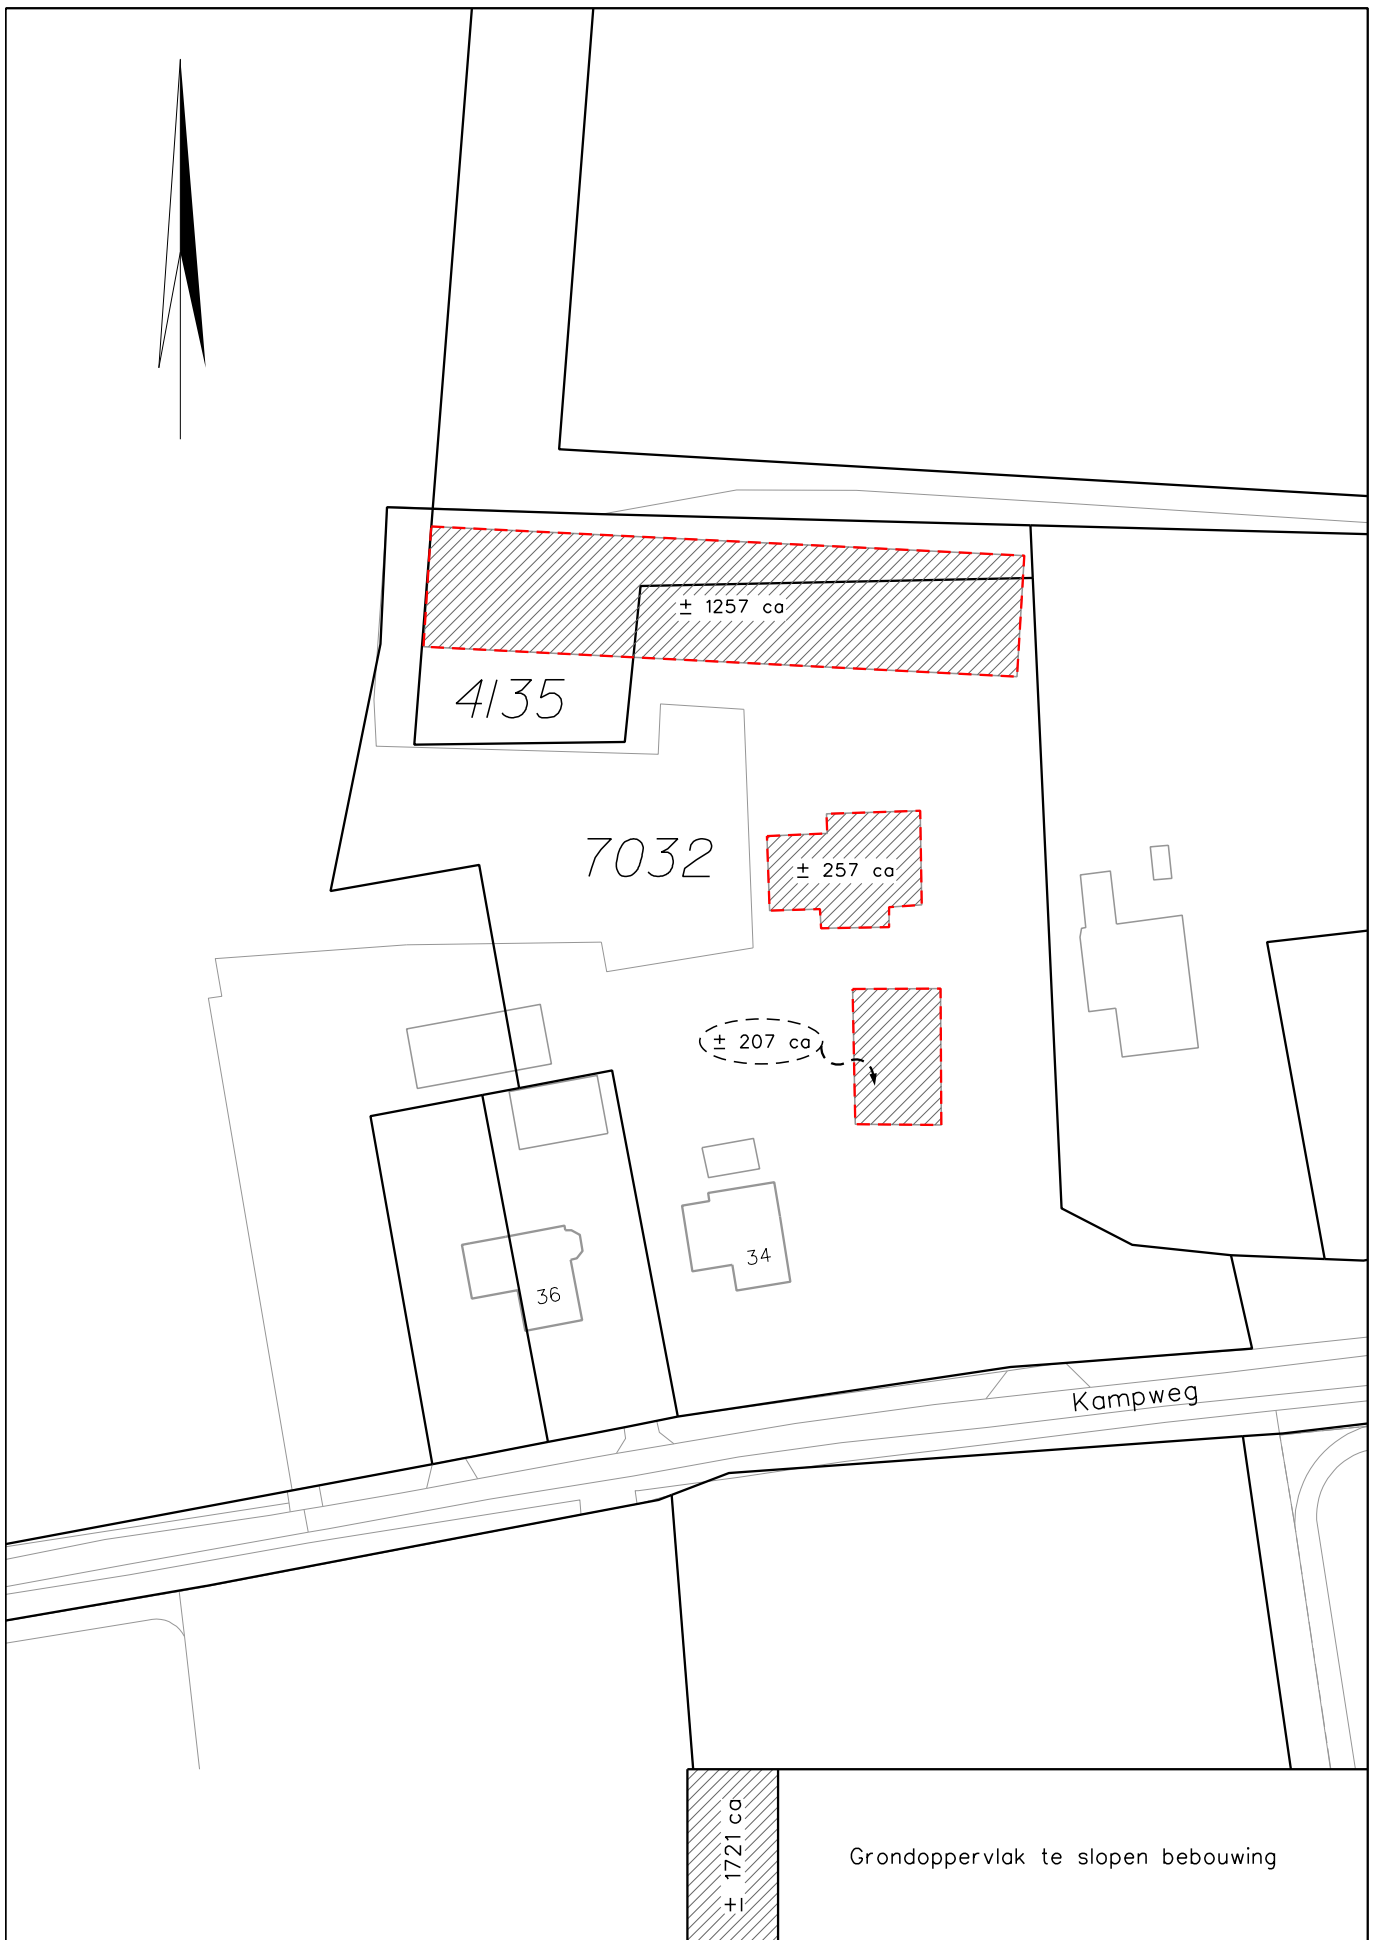 ± 1257 ca
4135
7032
± 257 ca
± 207 ca
34
36
Kampweg
± 1721 ca
Grondoppervlak te slopen bebouwing